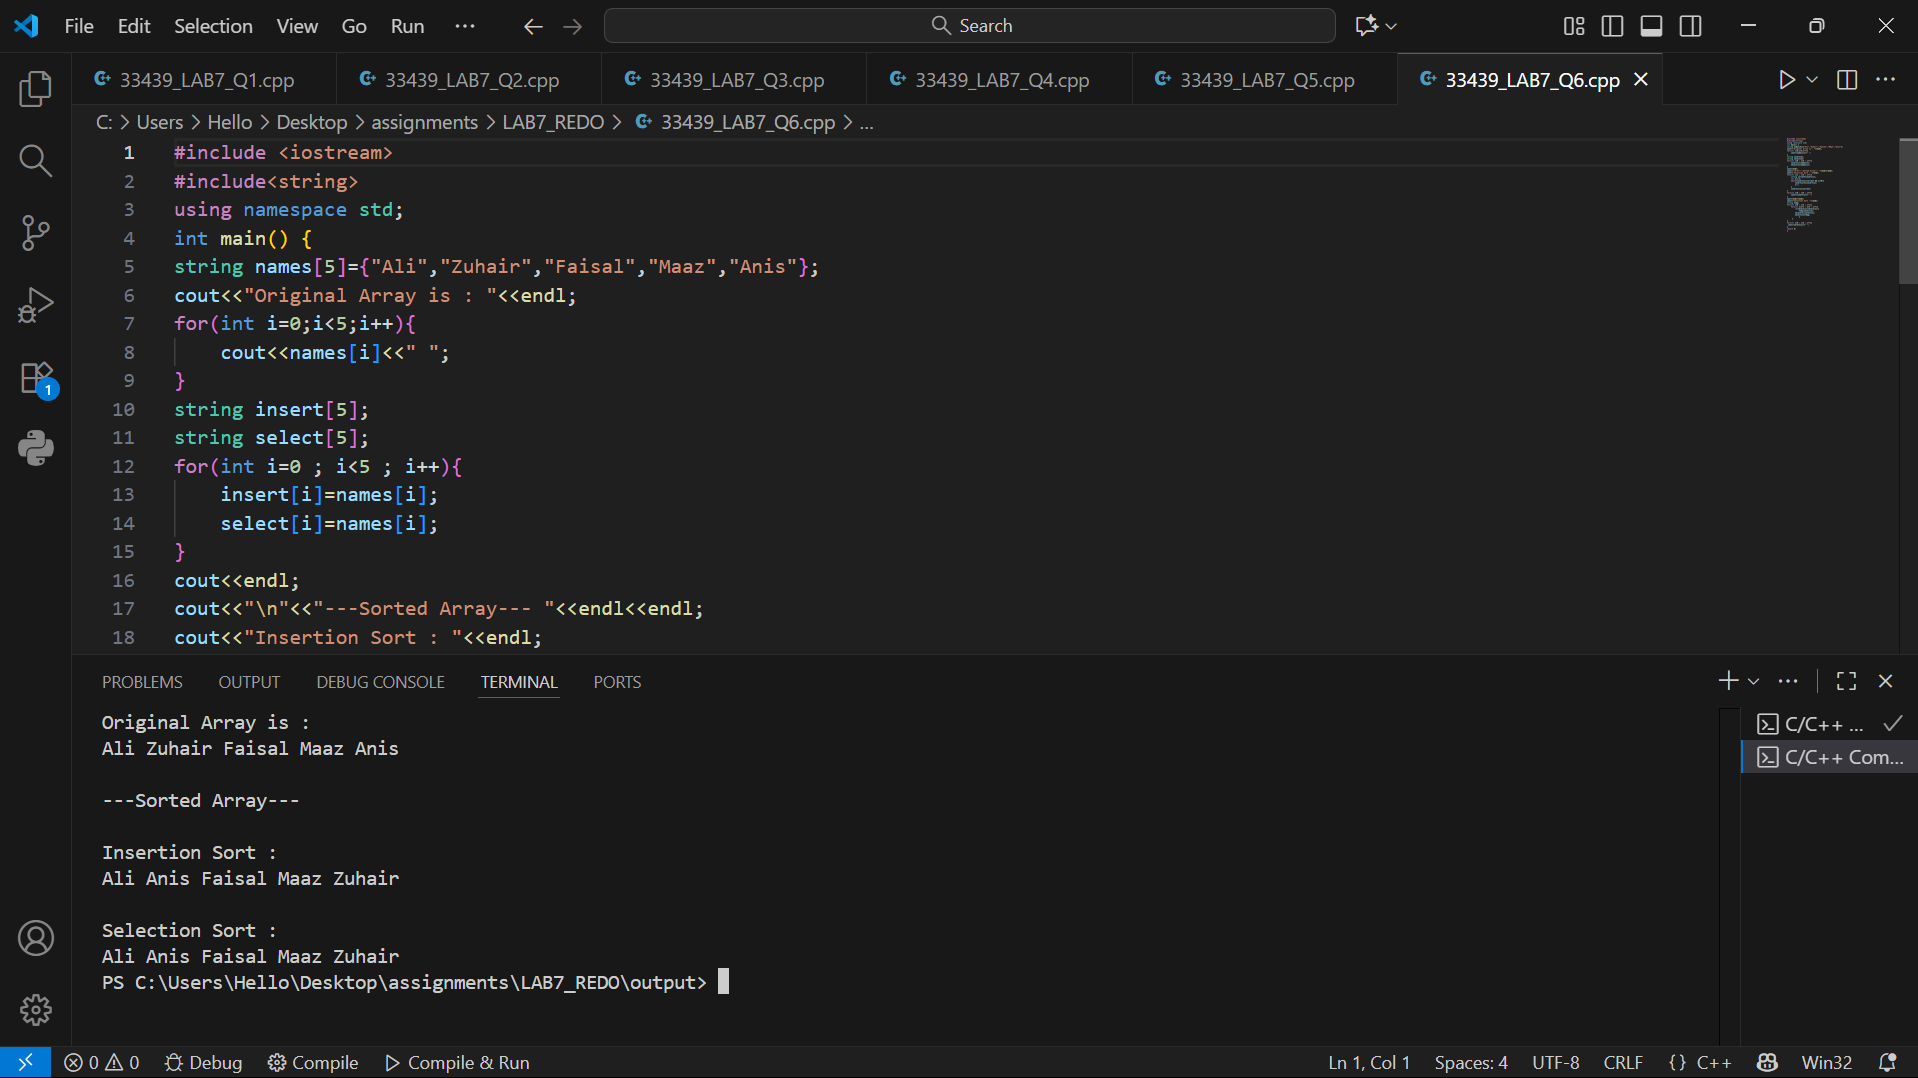 File Edit Selection View Go Run ··· Search
33439_LAB7_Q1.cpp 33439_LAB7_Q2.cpp 33439_LAB7_Q3.cpp 33439_LAB7_Q4.cpp 33439_LAB7_Q5.cpp 33439_LAB7_Q6.cpp
C: > Users > Hello > Desktop > assignments > LAB7_REDO > 33439_LAB7_Q6.cpp > ...
1 #include <iostream>
2 #include<string>
3 using namespace std;
4 int main() {
5 string names[5]={"Ali","Zuhair","Faisal","Maaz","Anis"};
6 cout<<"Original Array is : "<<endl;
7 for(int i=0;i<5;i++){
8     cout<<names[i]<<" ";
9 }
10 string insert[5];
11 string select[5];
12 for(int i=0 ; i<5 ; i++){
13     insert[i]=names[i];
14     select[i]=names[i];
15 }
16 cout<<endl;
17 cout<<"\n"<<"---Sorted Array--- "<<endl<<endl;
18 cout<<"Insertion Sort : "<<endl;
1
PROBLEMS OUTPUT DEBUG CONSOLE TERMINAL PORTS
Original Array is :
Ali Zuhair Faisal Maaz Anis
---Sorted Array---
Insertion Sort :
Ali Anis Faisal Maaz Zuhair
Selection Sort :
Ali Anis Faisal Maaz Zuhair
PS C:\Users\Hello\Desktop\assignments\LAB7_REDO\output>
C/C++ ...
C/C++ Com...
0 0 Debug Compile Compile & Run Ln 1, Col 1 Spaces: 4 UTF-8 CRLF {} C++ Win32